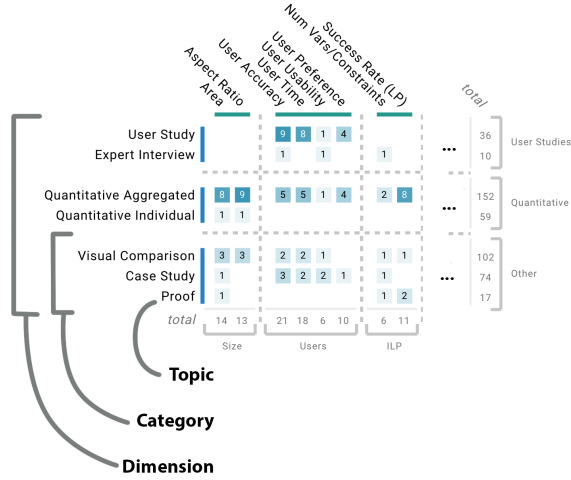 Area
Aspect Ratio
User Accuracy
User Time
User Usability
User Preference
Num Vars/Constraints
Success Rate (LP)
total
User Study 9 8 1 4 36 User Studies
Expert Interview 1 1 1 ... 10
Quantitative Aggregated 8 9 5 5 1 4 2 8 152 Quantitative
Quantitative Individual 1 1 ... 59
Visual Comparison 3 3 2 2 1 1 1 102
Case Study 1 3 2 2 1 1 ... 74 Other
Proof 1 1 2 17
total 14 13 21 18 6 10 6 11
Size Users ILP
Topic
Category
Dimension